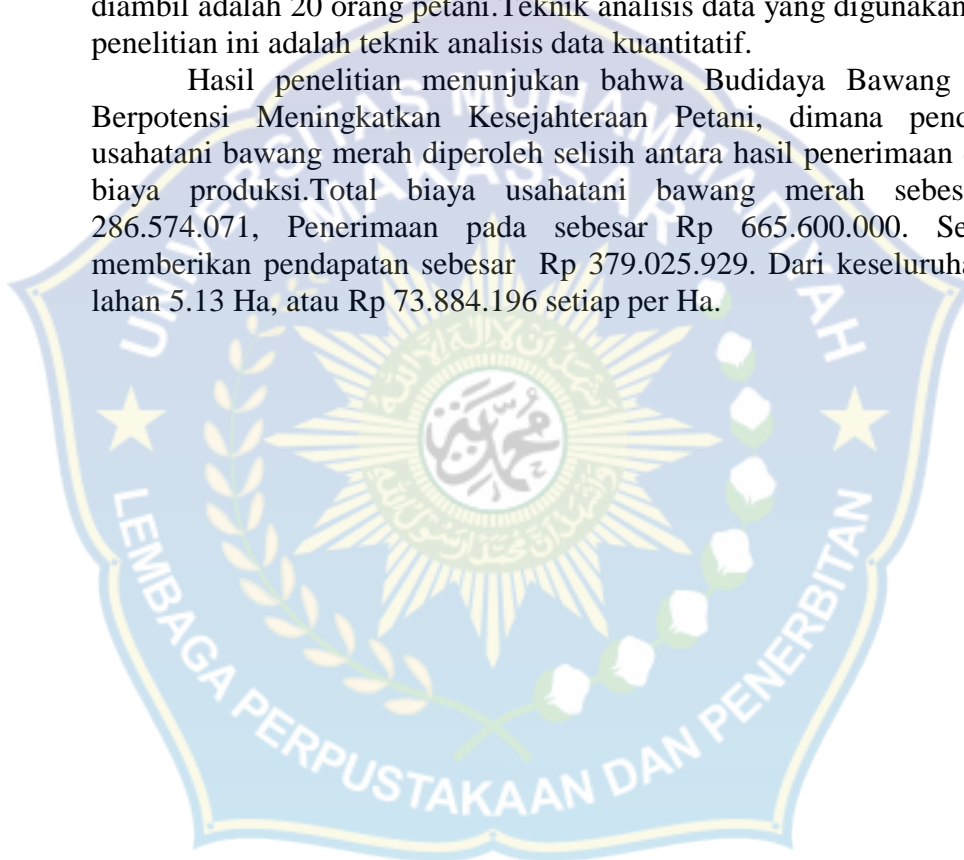 diambil adalah 20 orang petani.Teknik analisis data yang digunakan
penelitian ini adalah teknik analisis data kuantitatif.
Hasil penelitian menunjukan bahwa Budidaya Bawang
Berpotensi Meningkatkan Kesejahteraan Petani, dimana
usahatani bawang merah diperoleh selisih antara hasil penerimaan
biaya produksi.Total biaya usahatani bawang merah
286.574.071, Penerimaan pada sebesar Rp 665.600.000.
memberikan pendapatan sebesar Rp 379.025.929. Dari
lahan 5.13 Ha, atau Rp 73.884.196 setiap per Ha.
UNIVERSITAS MUHAMMADIYAH
MAKASSAR
LEMBAGA PERPUSTAKAAN DAN PENERBITAN